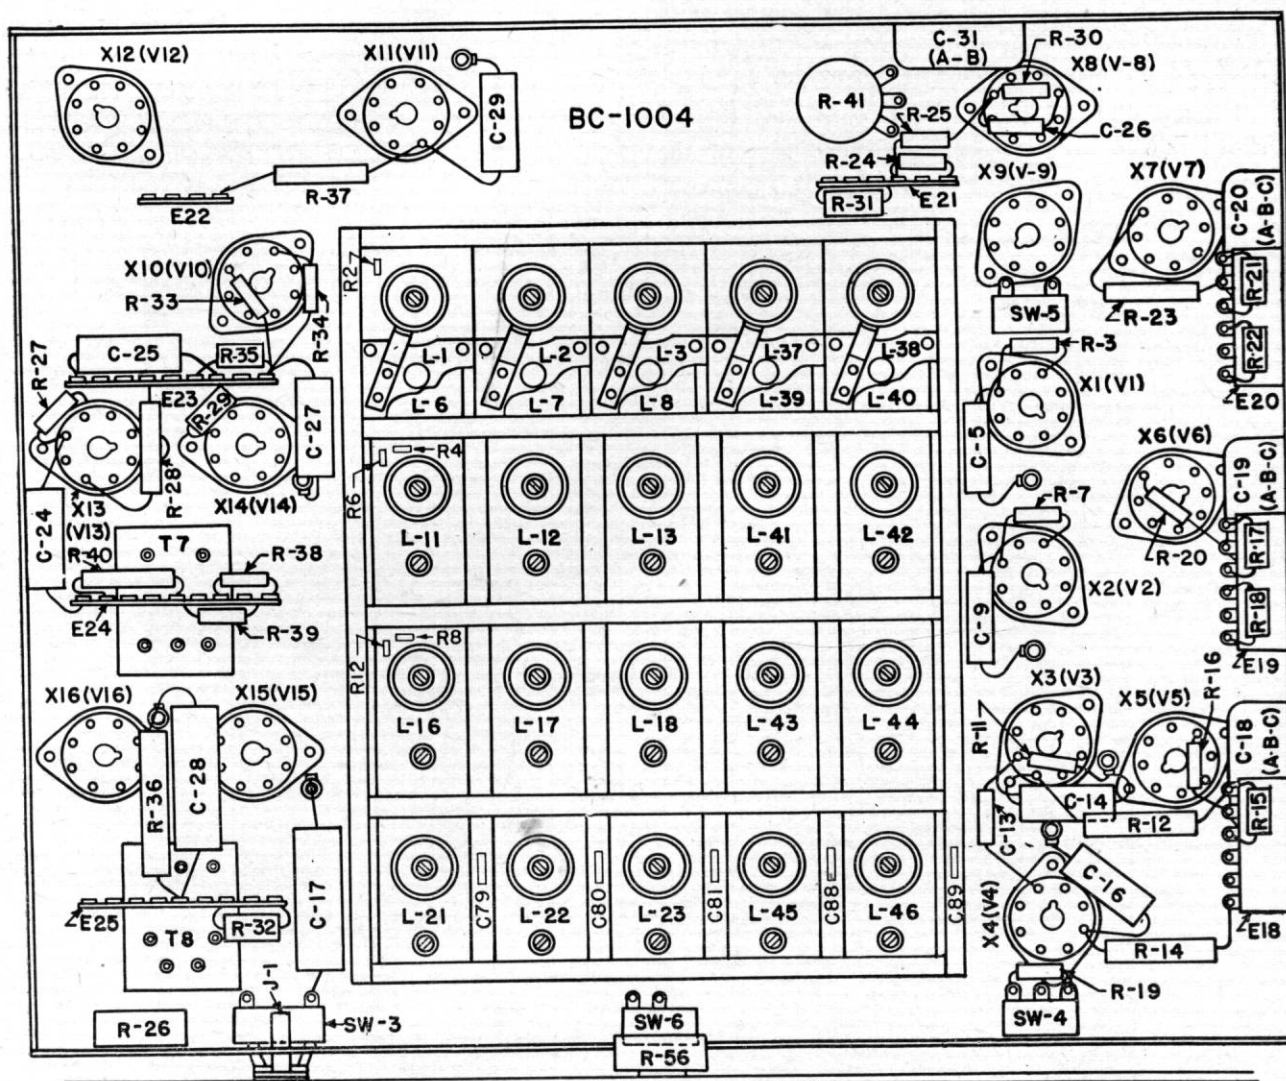 X12(V12)
X11(V11)
C-29
BC-1004
C-31
(A-B)
R-30
X8(V-8)
R-41
R-25
C-26
R-24
R-31
E21
E22
R-37
X9(V-9)
X7(V7)
C-20
(A-B-C)
R-21
R-22
E20
R-23
SW-5
R-3
X1(V1)
C-5
X10(V10)
R-33
R-34
R2
C-25
R-35
E23
R-29
R-27
C-27
R-28
X13
(V13)
X14(V14)
C-24
L-1
L-2
L-3
L-37
L-38
L-6
L-7
L-8
L-39
L-40
R4
R6
L-11
L-12
L-13
L-41
L-42
R-7
X6(V6)
C-19
(A-B-C)
R-17
R-18
E19
R-20
X2(V2)
C-9
T7
R-40
R-38
E24
R-39
R8
R12
L-16
L-17
L-18
L-43
L-44
X3(V3)
X5(V5)
R-16
R-11
C-18
(A-B-C)
R-15
C-14
C-13
R-12
X16(V16)
X15(V15)
R-36
C-28
C-17
E25
T8
R-32
L-21
C79
L-22
C80
L-23
C81
L-45
C88
L-46
C89
X4(V4)
C-16
R-14
E18
R-19
SW-4
R-26
J-1
SW-3
SW-6
R-56